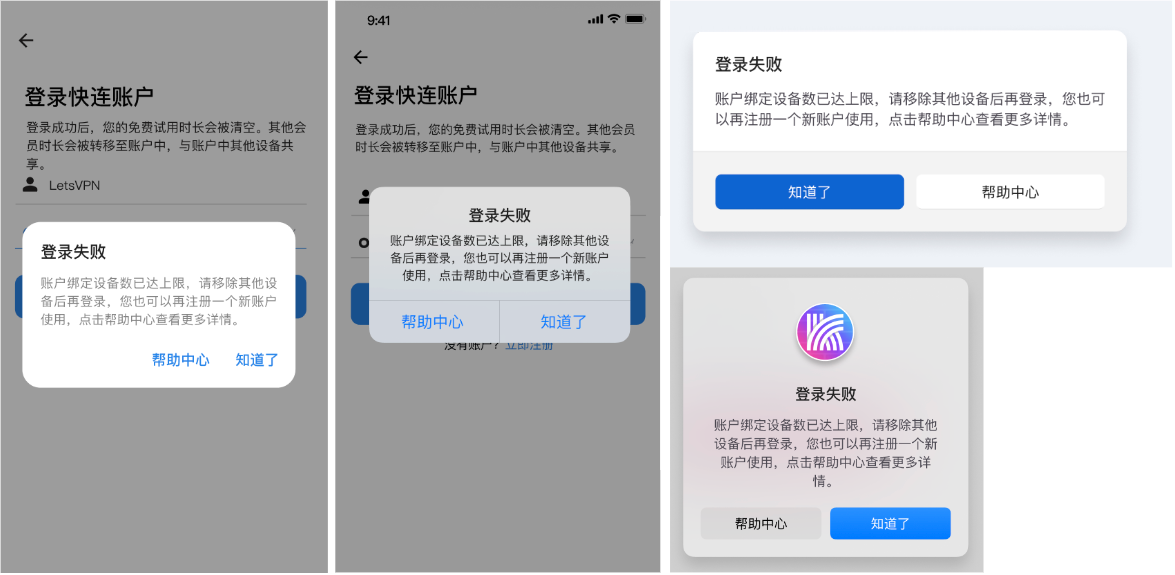 登录快连账户
登录成功后，您的免费试用时长会被清空。其他会
员时长会被转移至账户中，与账户中其他设备共
享。
LetsVPN
登录失败
账户绑定设备数已达上限，请移除其他设
备后再登录，您也可以再注册一个新账户
使用，点击帮助中心查看更多详情。
帮助中心 知道了
9:41
登录快连账户
登录成功后，您的免费试用时长会被清空。其他会员
时长会被转移至账户中，与账户中其他设备共享。
登录失败
账户绑定设备数已达上限，请移除其他设
备后再登录，您也可以再注册一个新账户
使用，点击帮助中心查看更多详情。
帮助中心 知道了
没有账户？立即注册
登录失败
账户绑定设备数已达上限，请移除其他设备后再登录，您也可
以再注册一个新账户使用，点击帮助中心查看更多详情。
知道了 帮助中心
登录失败
账户绑定设备数已达上限，请移除其他
设备后再登录，您也可以再注册一个新
账户使用，点击帮助中心查看更多详
情。
帮助中心 知道了